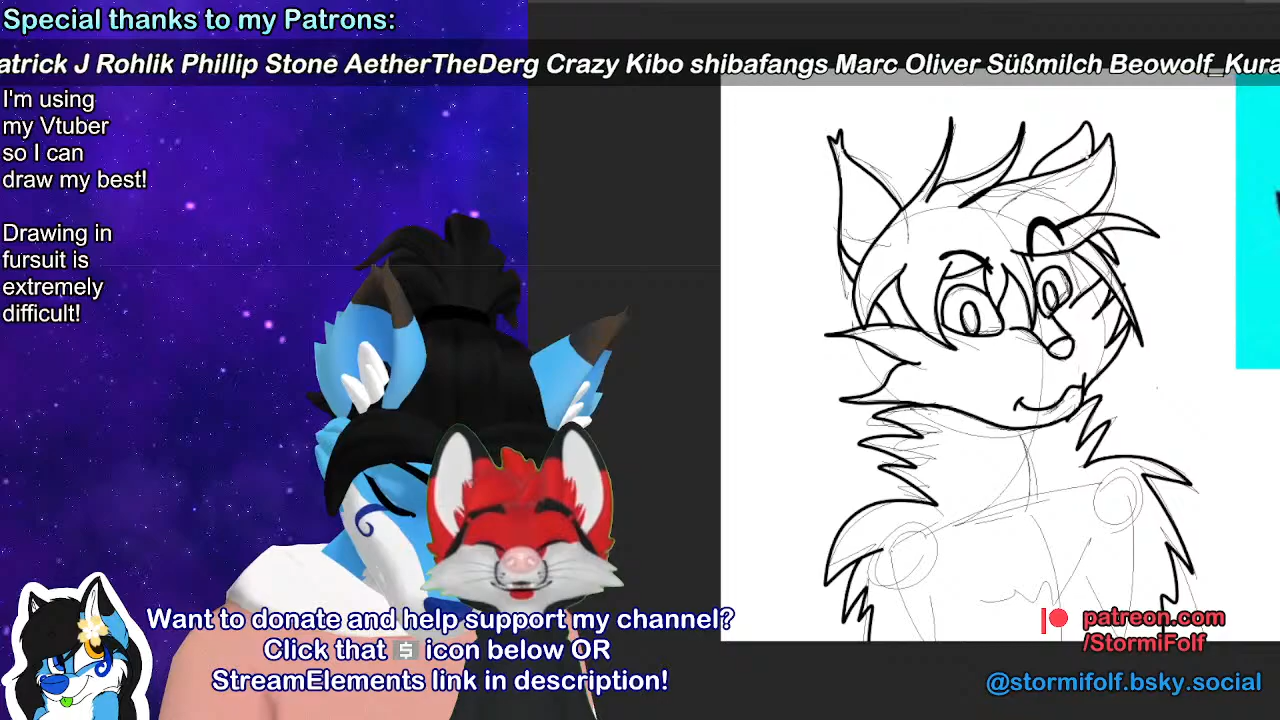 Special thanks to my Patrons:
atrick J Rohlik Phillip Stone AetherTheDerg Crazy Kibo shibafangs Marc Oliver Süßmilch Beowolf_Kura
I'm using
my Vtuber
so I can
draw my best!
Drawing in
fursuit is
extremely
difficult!
Want to donate and help support my channel?
Click that $ icon below OR
StreamElements link in description!
patreon.com
/StormiFolf
@stormifolf.bsky.social